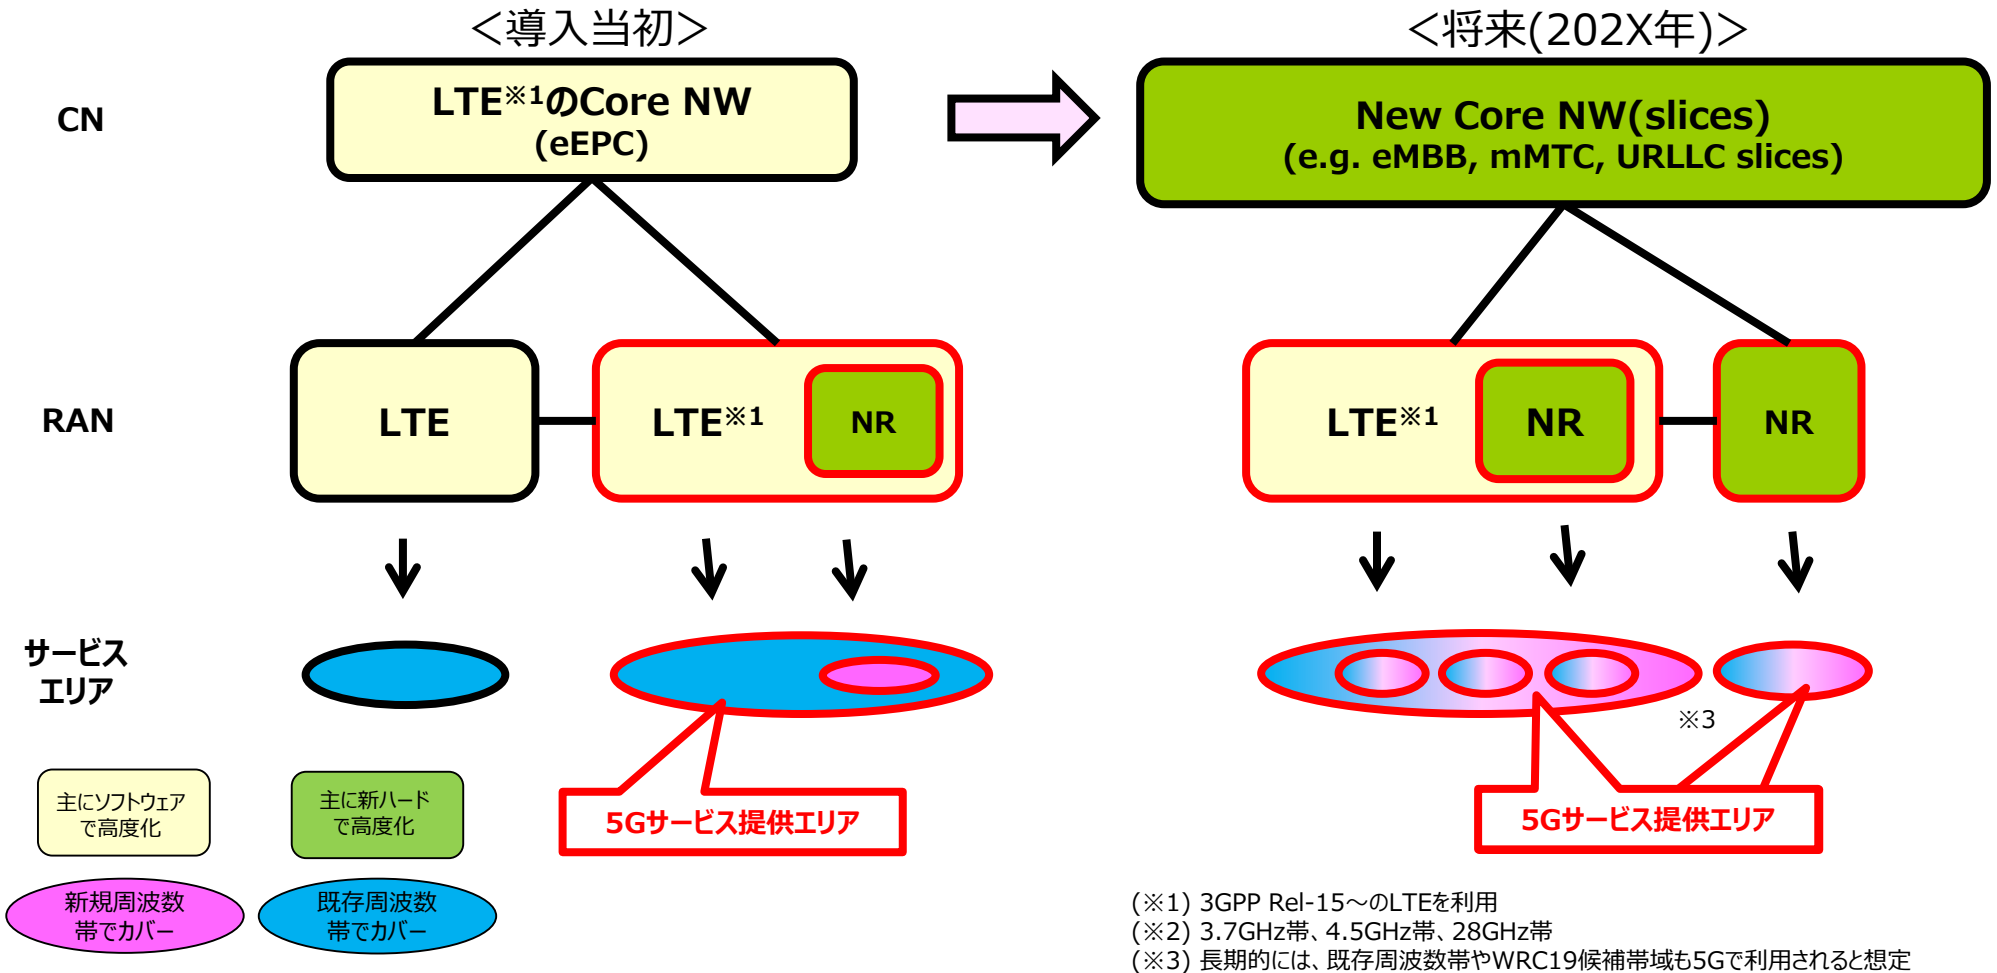 ＜導入当初＞
＜将来(202X年)＞
CN
LTE※1のCore NW
(eEPC)
New Core NW(slices)
(e.g. eMBB, mMTC, URLLC slices)
RAN
LTE
LTE※1
NR
LTE※1
NR
NR
サービス
エリア
※3
5Gサービス提供エリア
5Gサービス提供エリア
主にソフトウェア
で高度化
主に新ハード
で高度化
新規周波数
帯でカバー
既存周波数
帯でカバー
(※1) 3GPP Rel-15～のLTEを利用
(※2) 3.7GHz帯、4.5GHz帯、28GHz帯
(※3) 長期的には、既存周波数帯やWRC19候補帯域も5Gで利用されると想定